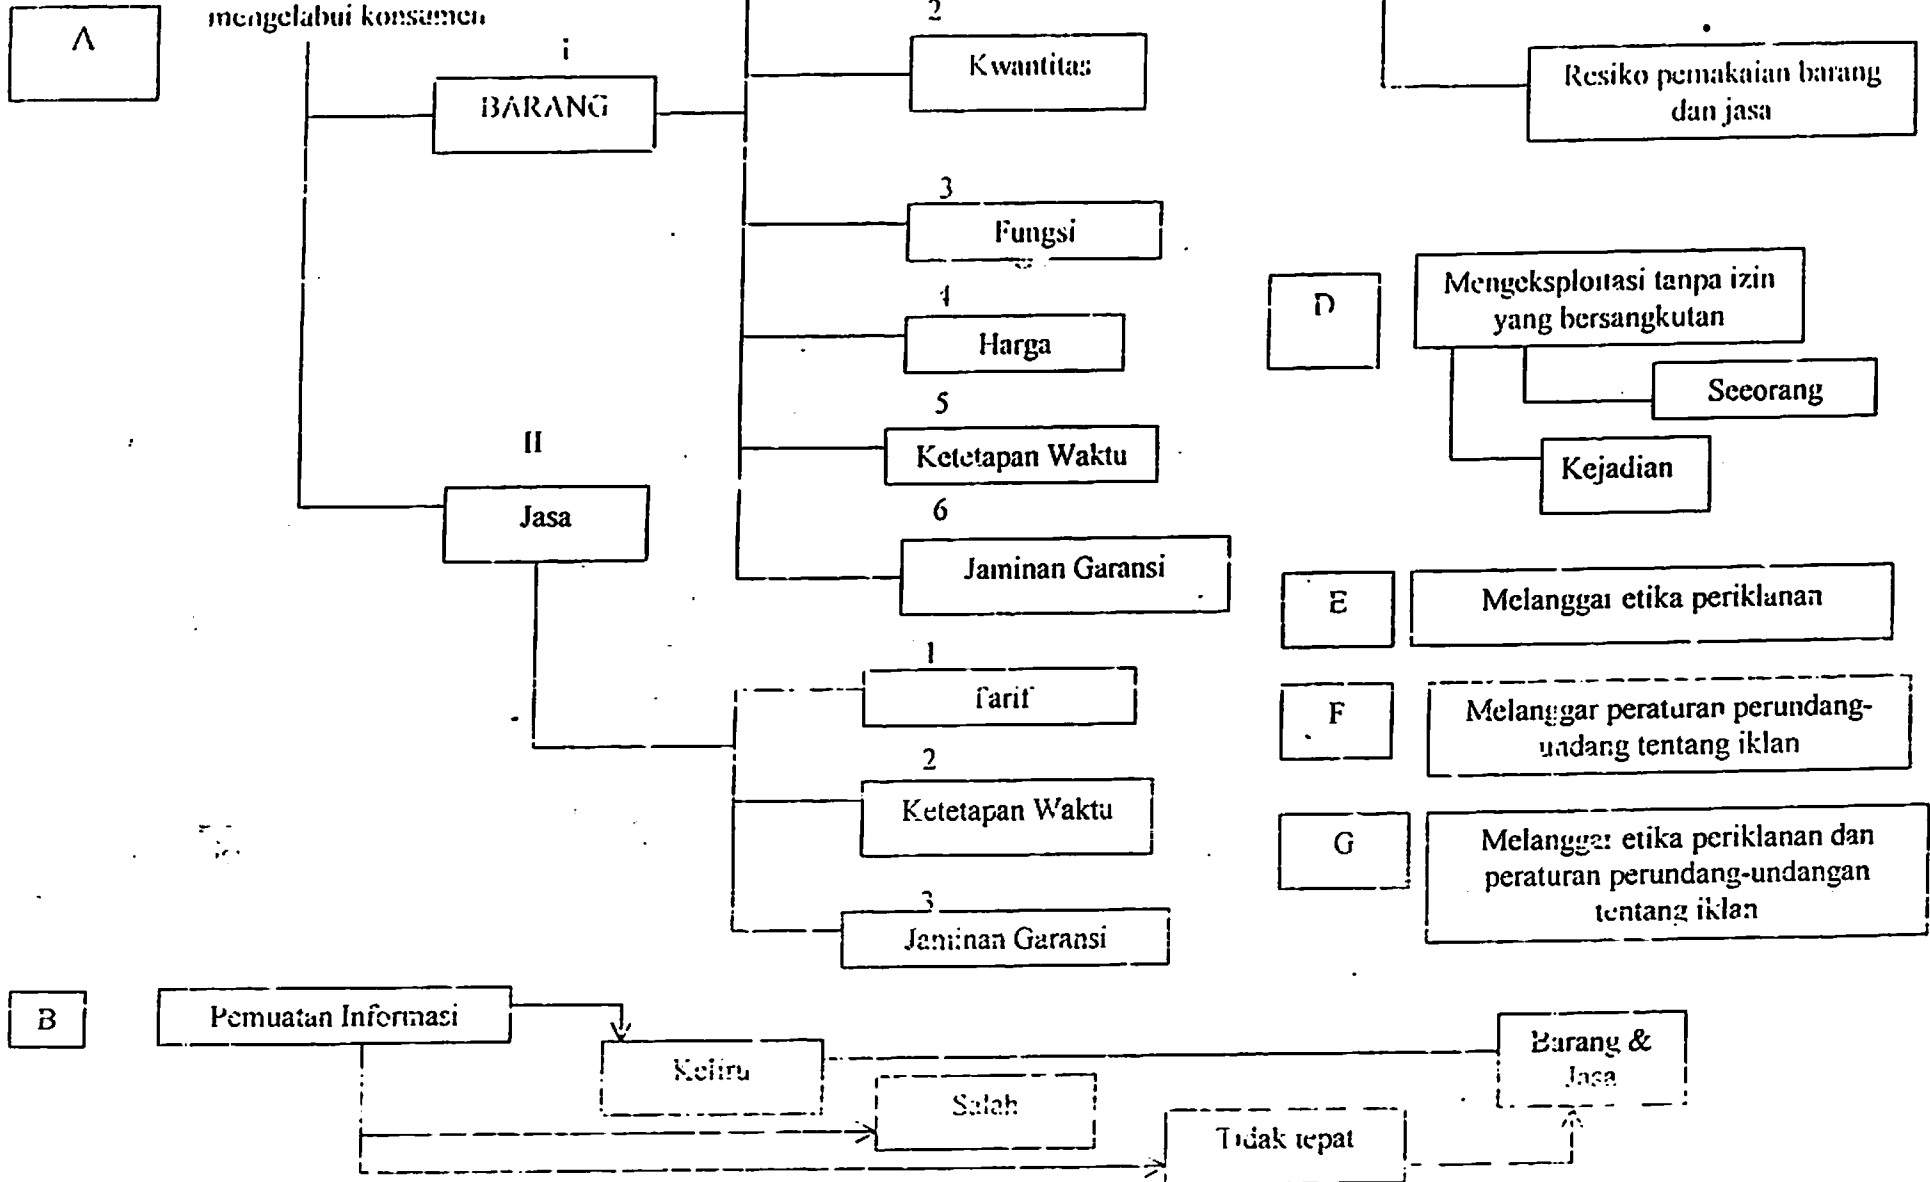 A
mengelabui konsumen
i
BARANG
2
Kwantitas
3
Fungsi
4
Harga
5
Ketetapan Waktu
6
Jaminan Garansi
II
Jasa
1
Tarif
2
Ketetapan Waktu
3
Jaminan Garansi
B
Pemuatan Informasi
Keliru
Salah
Tidak tepat
Barang &
Jasa
Resiko pemakaian barang
dan jasa
D
Mengeksploitasi tanpa izin
yang bersangkutan
Seeorang
Kejadian
E
Melanggar etika periklanan
F
Melanggar peraturan perundang-
undang tentang iklan
G
Melanggar etika periklanan dan
peraturan perundang-undangan
tentang iklan